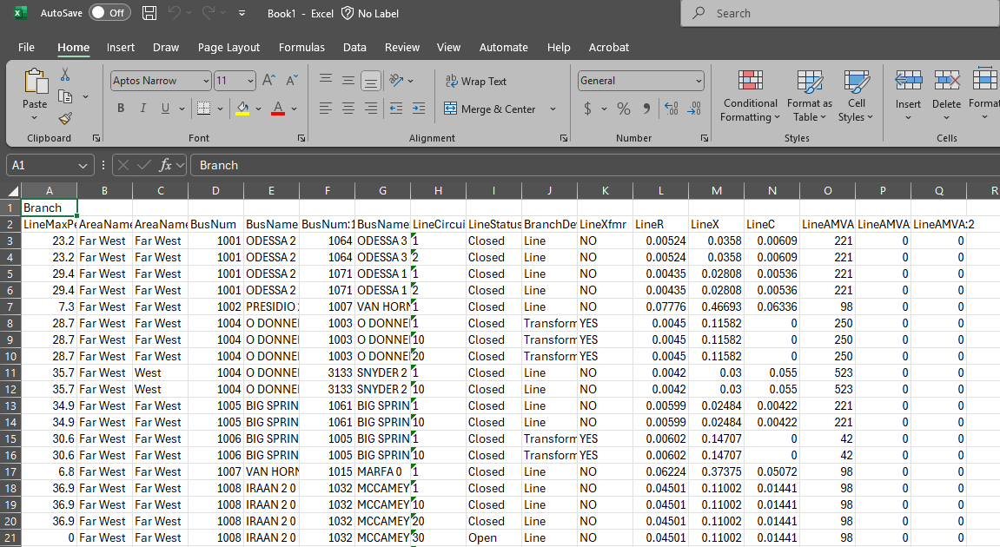 AutoSave Off Book1 - Excel No Label Search
File Home Insert Draw Page Layout Formulas Data Review View Automate Help Acrobat
Paste Aptos Narrow 11 A A ab Wrap Text General Conditional Formatting Format as Table Cell Styles Insert Delete Format
B I U A Merge & Center $ % 9
Clipboard Font Alignment Number Styles Cells
A1 fx Branch
A B C D E F G H I J K L M N O P Q R
1 Branch
2 LineMaxPe AreaName AreaName BusNum BusName BusNum:1 BusName LineCircui LineStatus BranchDe LineXfmr LineR LineX LineC LineAMVA LineAMVA LineAMVA:2
3 23.2 Far West Far West 1001 ODESSA 2 1064 ODESSA 3 1 Closed Line NO 0.00524 0.0358 0.00609 221 0 0
4 23.2 Far West Far West 1001 ODESSA 2 1064 ODESSA 3 2 Closed Line NO 0.00524 0.0358 0.00609 221 0 0
5 29.4 Far West Far West 1001 ODESSA 2 1071 ODESSA 1 1 Closed Line NO 0.00435 0.02808 0.00536 221 0 0
6 29.4 Far West Far West 1001 ODESSA 2 1071 ODESSA 1 2 Closed Line NO 0.00435 0.02808 0.00536 221 0 0
7 7.3 Far West Far West 1002 PRESIDIO 1007 VAN HORN 1 Closed Line NO 0.07776 0.46693 0.06336 98 0 0
8 28.7 Far West Far West 1004 O DONNEL 1003 O DONNEL 1 Closed Transform YES 0.0045 0.11582 0 250 0 0
9 28.7 Far West Far West 1004 O DONNEL 1003 O DONNEL 10 Closed Transform YES 0.0045 0.11582 0 250 0 0
10 28.7 Far West Far West 1004 O DONNEL 1003 O DONNEL 20 Closed Transform YES 0.0045 0.11582 0 250 0 0
11 35.7 Far West West 1004 O DONNEL 3133 SNYDER 2 1 Closed Line NO 0.0042 0.03 0.055 523 0 0
12 35.7 Far West West 1004 O DONNEL 3133 SNYDER 2 10 Closed Line NO 0.0042 0.03 0.055 523 0 0
13 34.9 Far West Far West 1005 BIG SPRIN 1061 BIG SPRIN 1 Closed Line NO 0.00599 0.02484 0.00422 221 0 0
14 34.9 Far West Far West 1005 BIG SPRIN 1061 BIG SPRIN 10 Closed Line NO 0.00599 0.02484 0.00422 221 0 0
15 30.6 Far West Far West 1006 BIG SPRIN 1005 BIG SPRIN 1 Closed Transform YES 0.00602 0.14707 0 42 0 0
16 30.6 Far West Far West 1006 BIG SPRIN 1005 BIG SPRIN 10 Closed Transform YES 0.00602 0.14707 0 42 0 0
17 6.8 Far West Far West 1007 VAN HORN 1015 MARFA 0 1 Closed Line NO 0.06224 0.37375 0.05072 98 0 0
18 36.9 Far West Far West 1008 IRAAN 2 0 1032 MCCAMEY 1 Closed Line NO 0.04501 0.11002 0.01441 98 0 0
19 36.9 Far West Far West 1008 IRAAN 2 0 1032 MCCAMEY 10 Closed Line NO 0.04501 0.11002 0.01441 98 0 0
20 36.9 Far West Far West 1008 IRAAN 2 0 1032 MCCAMEY 20 Closed Line NO 0.04501 0.11002 0.01441 98 0 0
21 0 Far West Far West 1008 IRAAN 2 0 1032 MCCAMEY 30 Open Line NO 0.04501 0.11002 0.01441 98 0 0